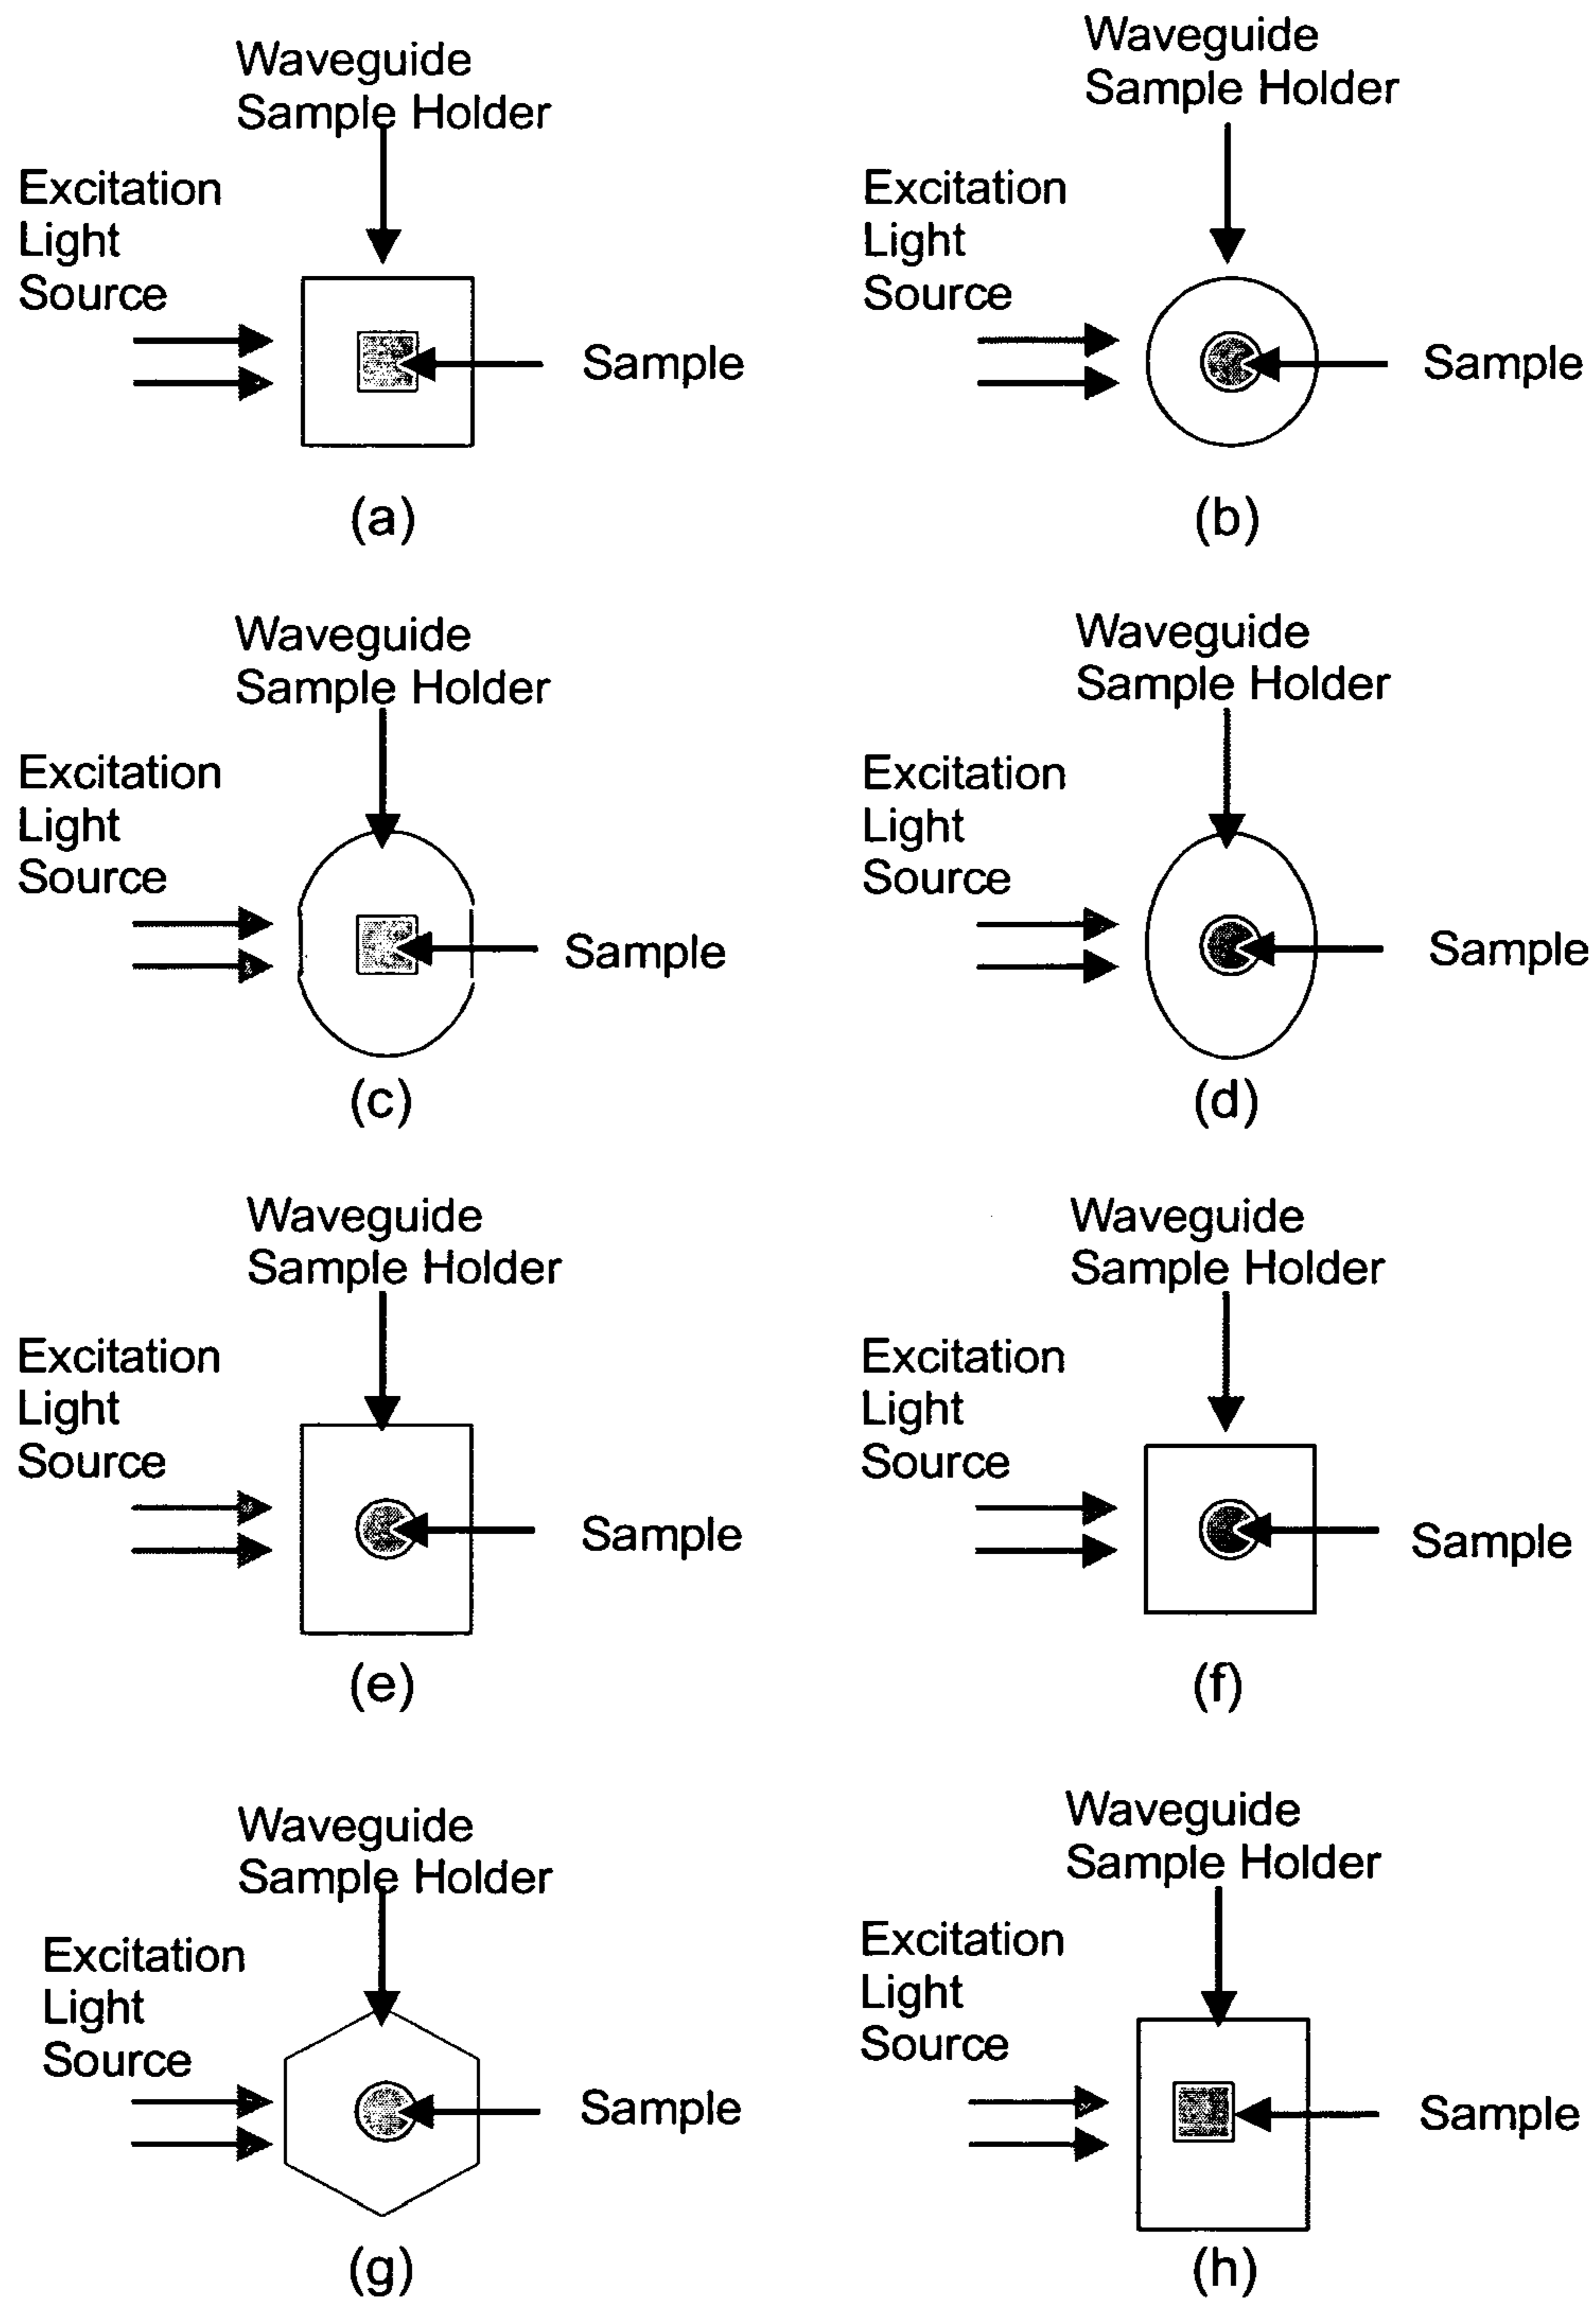 Waveguide
Sample Holder
Excitation
Light
Source
Sample
(a)
Waveguide
Sample Holder
Excitation
Light
Source
Sample
(b)
Waveguide
Sample Holder
Excitation
Light
Source
Sample
(c)
Waveguide
Sample Holder
Excitation
Light
Source
Sample
(d)
Waveguide
Sample Holder
Excitation
Light
Source
Sample
(e)
Waveguide
Sample Holder
Excitation
Light
Source
Sample
(f)
Waveguide
Sample Holder
Excitation
Light
Source
Sample
(g)
Waveguide
Sample Holder
Excitation
Light
Source
Sample
(h)